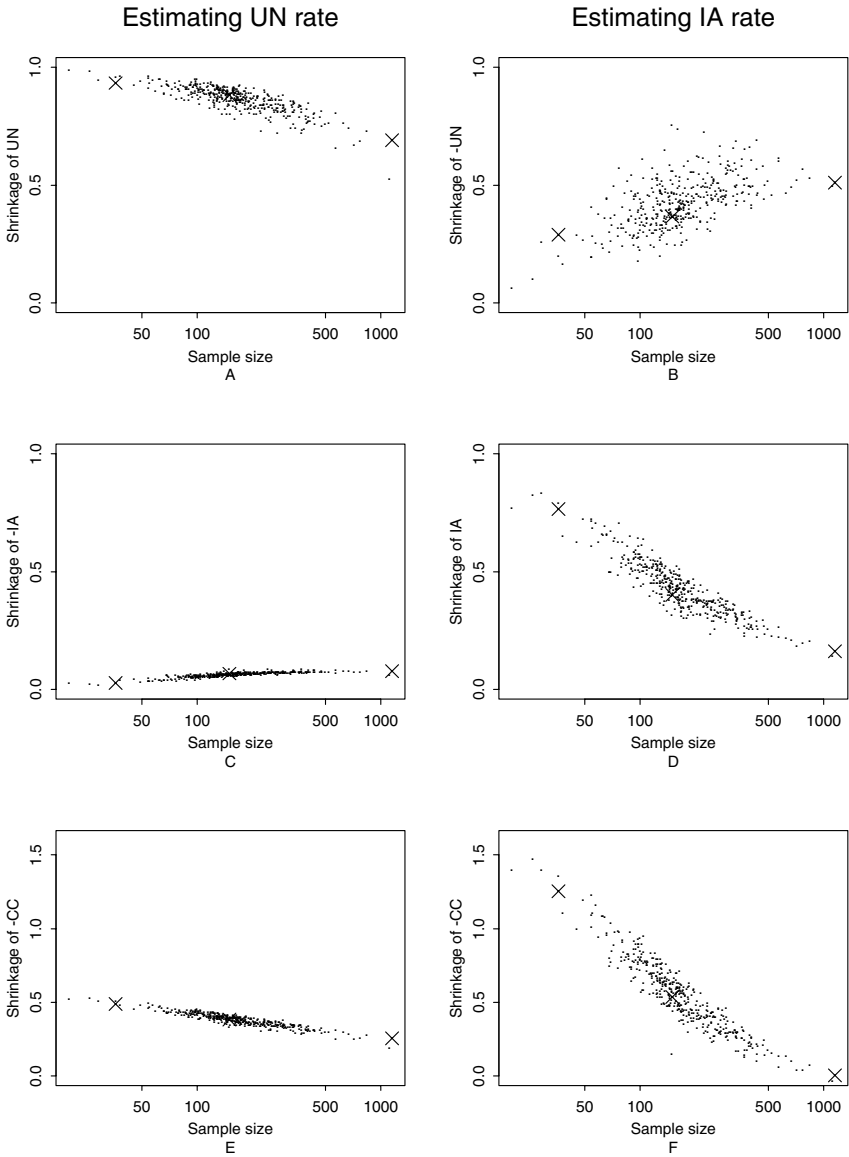 Estimating UN rate
Estimating IA rate
Shrinkage of UN
1.0
0.5
0.0
50 100 500 1000
Sample size
A
Shrinkage of -UN
1.0
0.5
0.0
50 100 500 1000
Sample size
B
Shrinkage of -IA
1.0
0.5
0.0
50 100 500 1000
Sample size
C
Shrinkage of IA
1.0
0.5
0.0
50 100 500 1000
Sample size
D
Shrinkage of -CC
1.5
1.0
0.5
0.0
50 100 500 1000
Sample size
E
Shrinkage of -CC
1.5
1.0
0.5
0.0
50 100 500 1000
Sample size
F